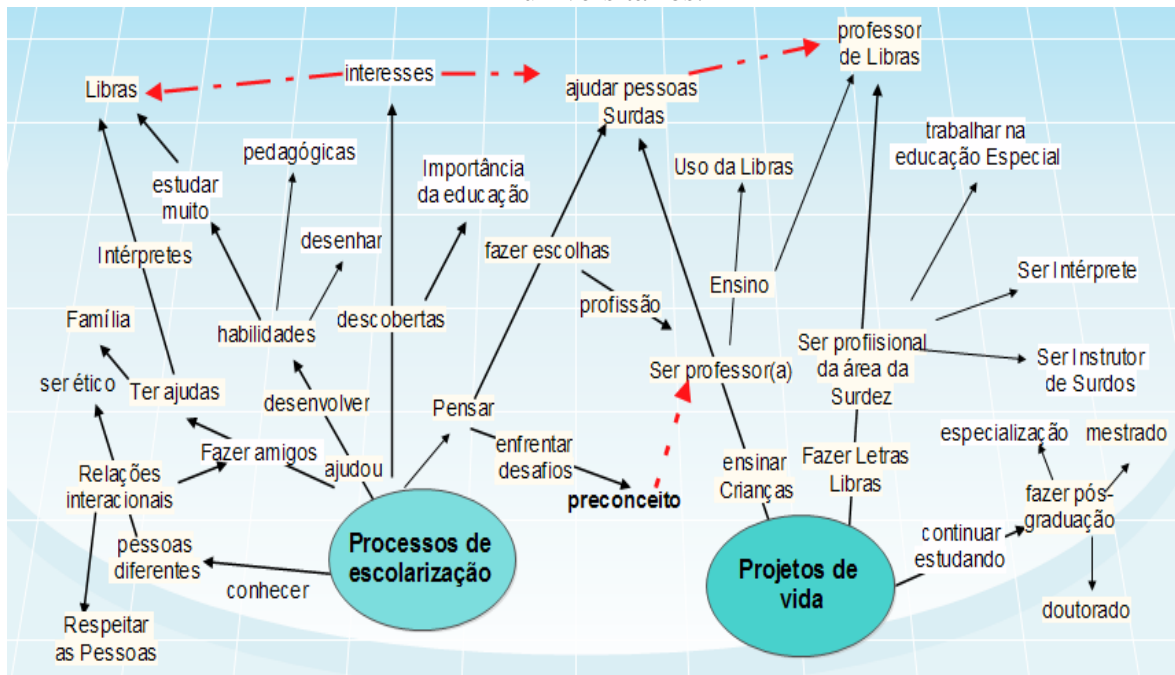 professor
de Libras
interesses
Libras
ajudar pessoas
Surdas
trabalhar na
educação Especial
pedagógicas
Importância
da educação
Uso da Libras
estudar
muito
desenhar
fazer escolhas
Intérpretes
Ser Intérprete
Ensino
profissão
Família
habilidades
descobertas
Ser profiisional
da área da
Surdez
Ser professor(a)
Ser Instrutor
de Surdos
ser ético
Ter ajudas
desenvolver
Pensar
especialização
mestrado
Fazer amigos
enfrentar
desafios
ajudou
ensinar
Crianças
Fazer Letras
Libras
Relações
interacionais
preconceito
fazer pós-
graduação
pessoas
diferentes
Processos de
escolarização
continuar
estudando
conhecer
Projetos de
vida
doutorado
Respeitar
as Pessoas